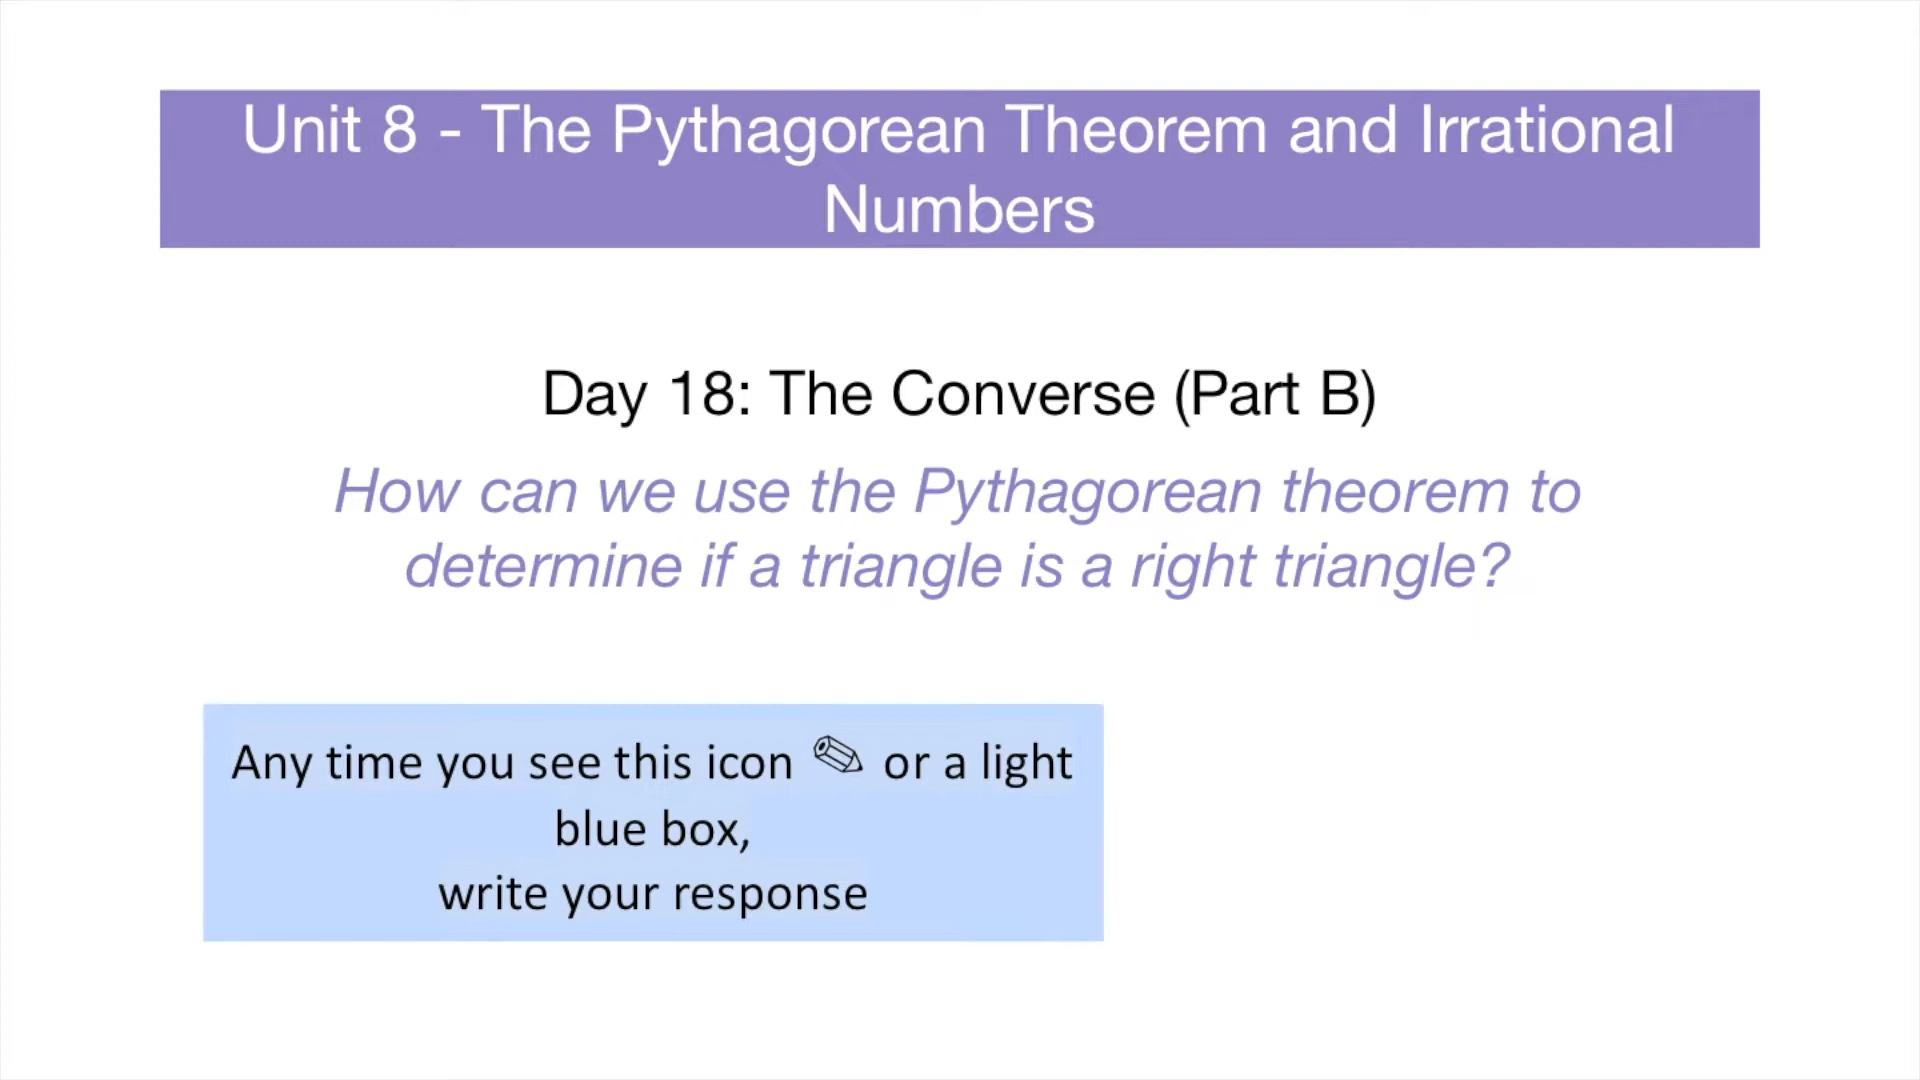 Unit 8 - The Pythagorean Theorem and Irrational
Numbers
Day 18: The Converse (Part B)
How can we use the Pythagorean theorem to
determine if a triangle is a right triangle?
Any time you see this icon ✏ or a light
blue box,
write your response